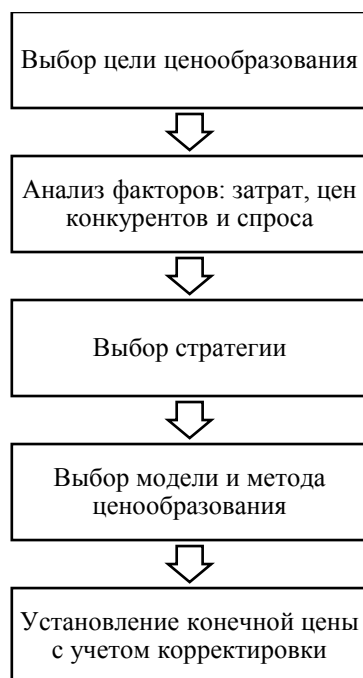 Выбор цели ценообразования
Анализ факторов: затрат, цен
конкурентов и спроса
Выбор стратегии
Выбор модели и метода
ценообразования
Установление конечной цены
с учетом корректировки